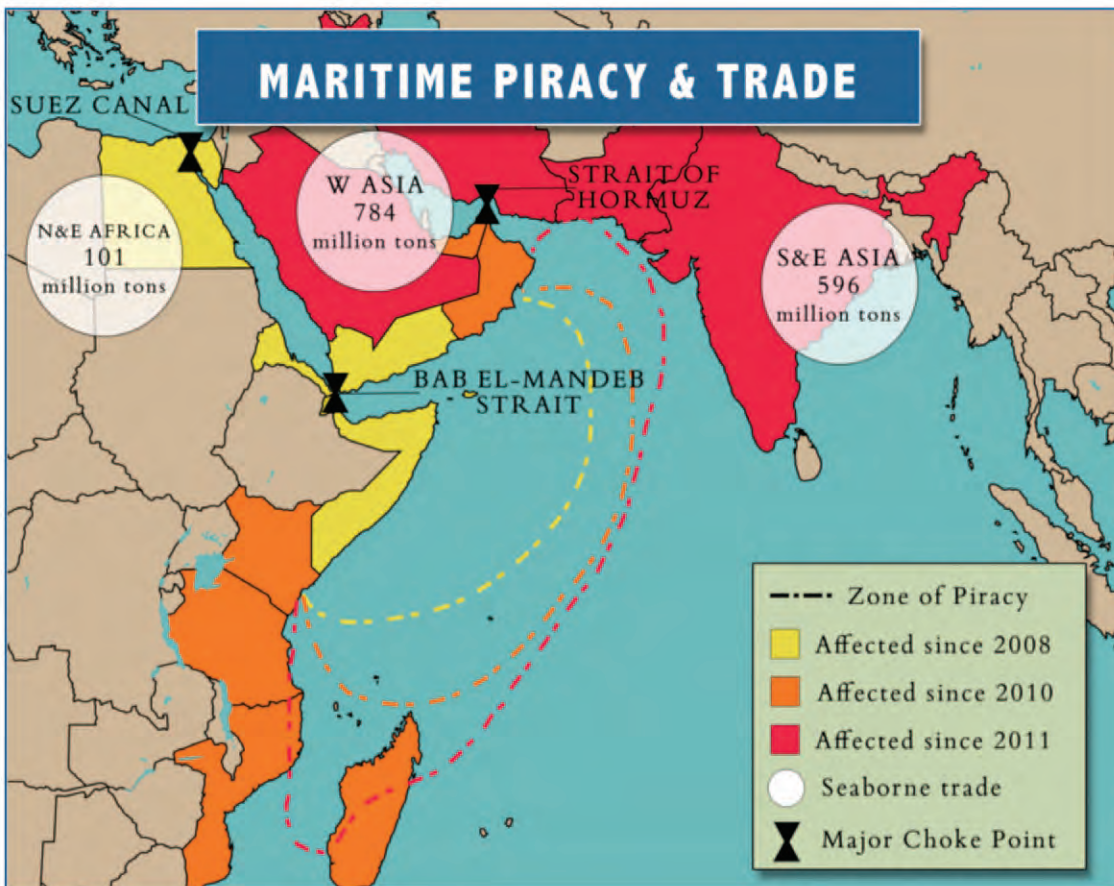 MARITIME PIRACY & TRADE
SUEZ CANAL
W ASIA
784
million tons
STRAIT OF
HORMUZ
N&E AFRICA
101
million tons
S&E ASIA
596
million tons
BAB EL-MANDEB
STRAIT
Zone of Piracy
Affected since 2008
Affected since 2010
Affected since 2011
Seaborne trade
Major Choke Point